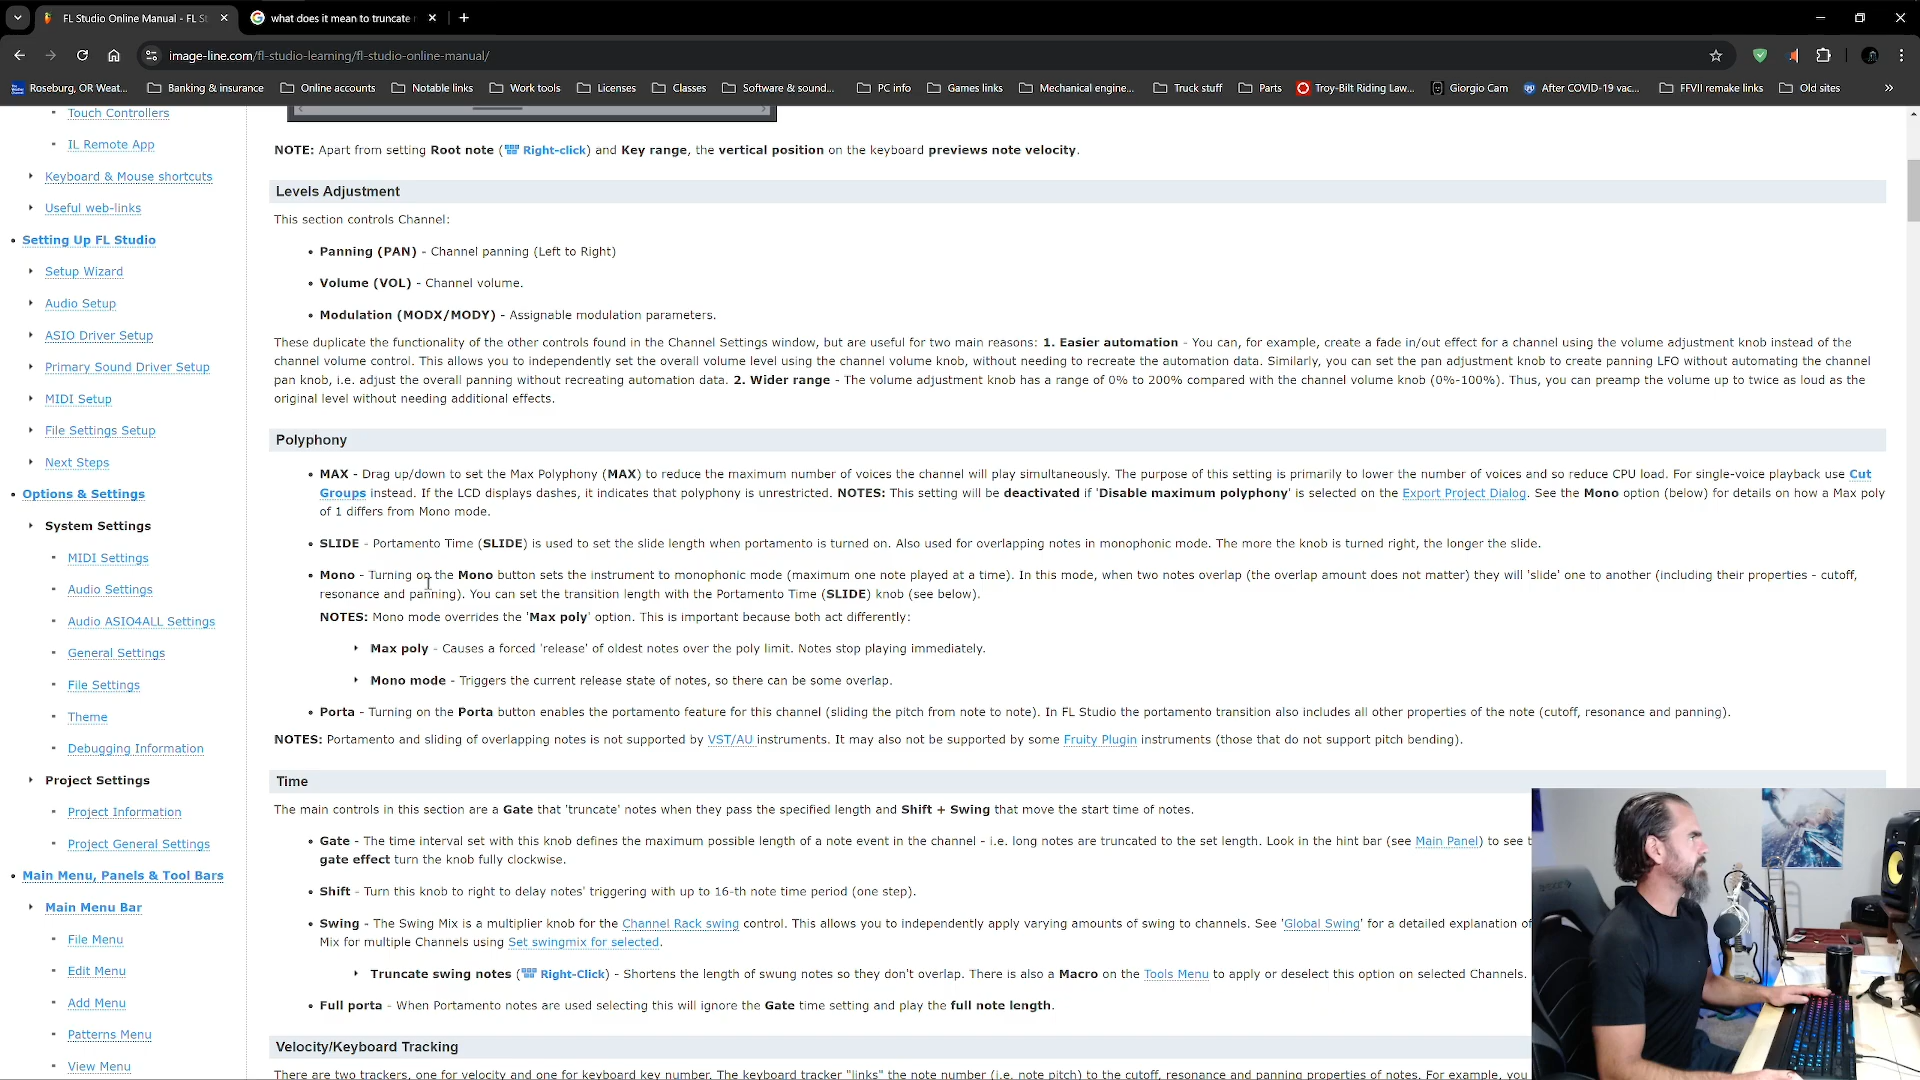 FL Studio Online Manual - FL St
what does it mean to truncate
image-line.com/fl-studio-learning/fl-studio-online-manual/
Roseburg, OR Weat...
Banking & insurance
Online accounts
Notable links
Work tools
Licenses
Classes
Software & sound...
PC info
Games links
Mechanical engine...
Truck stuff
Parts
Troy-Bilt Riding Law...
Giorgio Cam
After COVID-19 vac...
FFVII remake links
Old sites
Touch Controllers
IL Remote App
Keyboard & Mouse shortcuts
Useful web-links
Setting Up FL Studio
Setup Wizard
Audio Setup
ASIO Driver Setup
Primary Sound Driver Setup
MIDI Setup
File Settings Setup
Next Steps
Options & Settings
System Settings
MIDI Settings
Audio Settings
Audio ASIO4ALL Settings
General Settings
File Settings
Theme
Debugging Information
Project Settings
Project Information
Project General Settings
Main Menu, Panels & Tool Bars
Main Menu Bar
File Menu
Edit Menu
Add Menu
Patterns Menu
View Menu
NOTE: Apart from setting Root note (Right-click) and Key range, the vertical position on the keyboard previews note velocity.
Levels Adjustment
This section controls Channel:
• Panning (PAN) - Channel panning (Left to Right)
• Volume (VOL) - Channel volume.
• Modulation (MODX/MODY) - Assignable modulation parameters.
These duplicate the functionality of the other controls found in the Channel Settings window, but are useful for two main reasons: 1. Easier automation - You can, for example, create a fade in/out effect for a channel using the volume adjustment knob instead of the
channel volume control. This allows you to independently set the overall volume level using the channel volume knob, without needing to recreate the automation data. Similarly, you can set the pan adjustment knob to create panning LFO without automating the channel
pan knob, i.e. adjust the overall panning without recreating automation data. 2. Wider range - The volume adjustment knob has a range of 0% to 200% compared with the channel volume knob (0%-100%). Thus, you can preamp the volume up to twice as loud as the
original level without needing additional effects.
Polyphony
• MAX - Drag up/down to set the Max Polyphony (MAX) to reduce the maximum number of voices the channel will play simultaneously. The purpose of this setting is primarily to lower the number of voices and so reduce CPU load. For single-voice playback use Cut
Groups instead. If the LCD displays dashes, it indicates that polyphony is unrestricted. NOTES: This setting will be deactivated if 'Disable maximum polyphony' is selected on the Export Project Dialog. See the Mono option (below) for details on how a Max poly
of 1 differs from Mono mode.
• SLIDE - Portamento Time (SLIDE) is used to set the slide length when portamento is turned on. Also used for overlapping notes in monophonic mode. The more the knob is turned right, the longer the slide.
• Mono - Turning on the Mono button sets the instrument to monophonic mode (maximum one note played at a time). In this mode, when two notes overlap (the overlap amount does not matter) they will 'slide' one to another (including their properties - cutoff,
resonance and panning). You can set the transition length with the Portamento Time (SLIDE) knob (see below).
NOTES: Mono mode overrides the 'Max poly' option. This is important because both act differently:
Max poly - Causes a forced 'release' of oldest notes over the poly limit. Notes stop playing immediately.
Mono mode - Triggers the current release state of notes, so there can be some overlap.
• Porta - Turning on the Porta button enables the portamento feature for this channel (sliding the pitch from note to note). In FL Studio the portamento transition also includes all other properties of the note (cutoff, resonance and panning).
NOTES: Portamento and sliding of overlapping notes is not supported by VST/AU instruments. It may also not be supported by some Fruity Plugin instruments (those that do not support pitch bending).
Time
The main controls in this section are a Gate that 'truncate' notes when they pass the specified length and Shift + Swing that move the start time of notes.
• Gate - The time interval set with this knob defines the maximum possible length of a note event in the channel - i.e. long notes are truncated to the set length. Look in the hint bar (see Main Panel) to see t
gate effect turn the knob fully clockwise.
• Shift - Turn this knob to right to delay notes' triggering with up to 16-th note time period (one step).
• Swing - The Swing Mix is a multiplier knob for the Channel Rack swing control. This allows you to independently apply varying amounts of swing to channels. See 'Global Swing' for a detailed explanation of
Mix for multiple Channels using Set swingmix for selected.
Truncate swing notes (Right-Click) - Shortens the length of swung notes so they don't overlap. There is also a Macro on the Tools Menu to apply or deselect this option on selected Channels.
• Full porta - When Portamento notes are used selecting this will ignore the Gate time setting and play the full note length.
Velocity/Keyboard Tracking
There are two trackers, one for velocity and one for keyboard key number. The keyboard tracker "links" the note number (i.e. note pitch) to the cutoff, resonance and panning properties of notes. For example, you